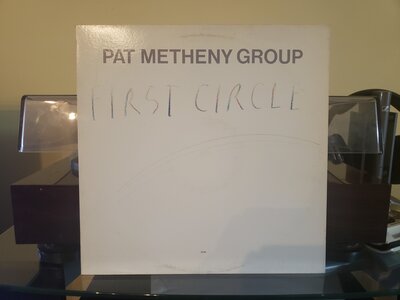 PAT METHENY GROUP
FIRST CIRCLE